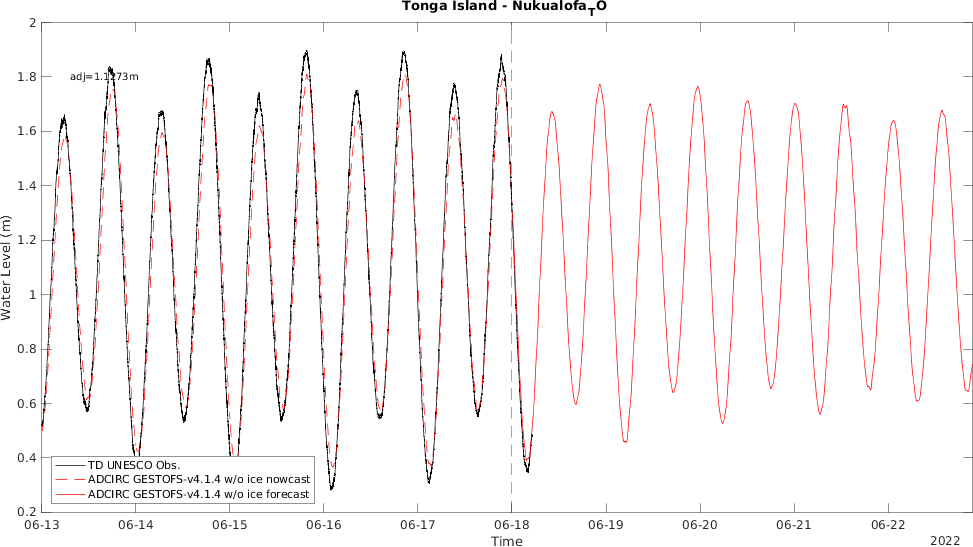 Tonga Island - Nukualofa_TO
2
1.8
1.6
1.4
1.2
1
0.8
0.6
0.4
0.2
Water Level (m)
adj=1.1273m
TD UNESCO Obs.
ADCIRC GESTOFS-v4.1.4 w/o ice nowcast
ADCIRC GESTOFS-v4.1.4 w/o ice forecast
06-13 06-14 06-15 06-16 06-17 06-18 06-19 06-20 06-21 06-22
Time
2022